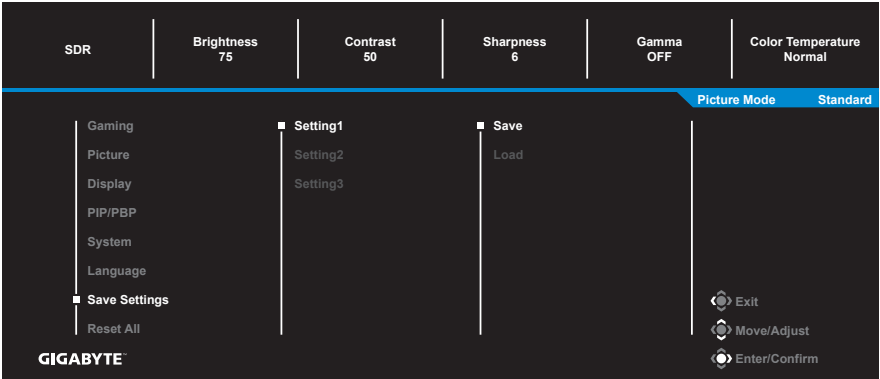 SDR
Brightness
75
Contrast
50
Sharpness
6
Gamma
OFF
Color Temperature
Normal
Picture Mode Standard
Gaming
Picture
Display
PIP/PBP
System
Language
Save Settings
Reset All
Setting1
Setting2
Setting3
Save
Load
Exit
Move/Adjust
Enter/Confirm
GIGABYTE™